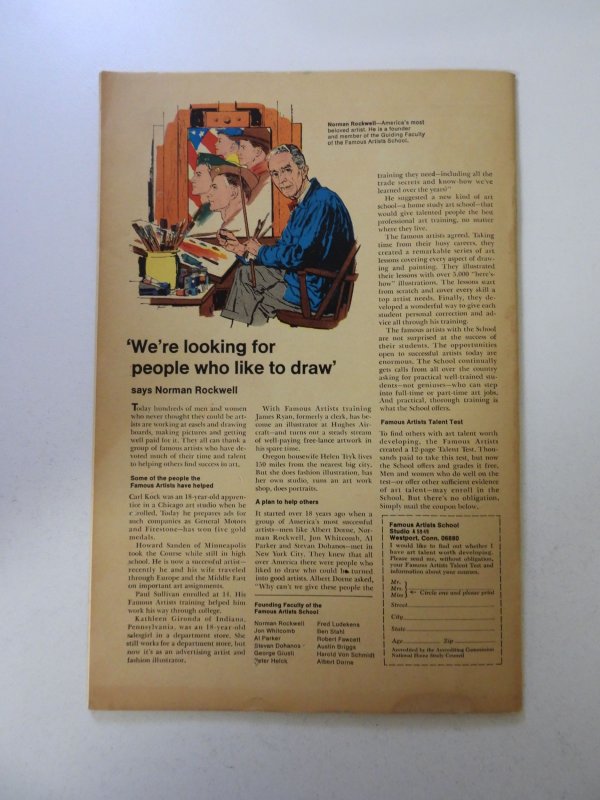 Norman Rockwell—America's most
beloved artist. He is a founder
and member of the Guiding Faculty
of the Famous Artists School.
'We're looking for
people who like to draw'
says Norman Rockwell
Today hundreds of men and women
who never thought they could be art-
ists are working at easels and drawing
boards, making pictures and getting
well paid for it. They all can thank a
group of famous artists who have de-
voted much of their time and talent
to helping others find success in art.
Some of the people the
Famous Artists have helped
Carl Kock was an 18-year-old appren-
tice in a Chicago art studio when he
enrolled. Today he prepares ads for
such companies as General Motors
and Firestone—has won five gold
medals.
Howard Sanden of Minneapolis
took the Course while still in high
school. He is now a successful artist—
recently he and his wife traveled
through Europe and the Middle East
on important art assignments.
Paul Sullivan enrolled at 14. His
Famous Artists training helped him
work his way through college.
Kathleen Gironda of Indiana,
Pennsylvania, was an 18-year-old
salesgirl in a department store. She
still works for a department store, but
now it's as an advertising artist and
fashion illustrator.
With Famous Artists training
James Ryan, formerly a clerk, has be-
come an illustrator at Hughes Air-
craft—and turns out a steady stream
of well-paying free-lance artwork in
his spare time.
Oregon housewife Helen Teyk lives
150 miles from the nearest big city.
But she does fashion illustration, has
her own studio, runs an art work
shop, does portraits.
A plan to help others
It started over 18 years ago when a
group of America's most successful
artists—men like Albert Dorne, Nor-
man Rockwell, Jon Whitcomb, Al
Parker and Stevan Dohanos—met in
New York City. They knew that all
over America there were people who
liked to draw who could be turned
into good artists. Albert Dorne asked,
"Why can't we give these people the
Founding Faculty of the
Famous Artists School
Norman Rockwell
Jon Whitcomb
Al Parker
Stevan Dohanos
George Giusti
Peter Helck
Fred Ludekens
Ben Stahl
Robert Fawcett
Austin Briggs
Harold Von Schmidt
Albert Dorne
training they need—including all the
trade secrets and know-how we've
learned over the years?"
He suggested a new kind of art
school—a home study art school—that
would give talented people the best
professional art training, no matter
where they live.
The famous artists agreed. Taking
time from their busy careers, they
created a remarkable series of art
lessons covering every aspect of draw-
ing and painting. They illustrated
their lessons with over 5,000 "here's-
how" illustrations. The lessons start
from scratch and cover every skill a
top artist needs. Finally, they de-
veloped a wonderful way to give each
student personal correction and ad-
vice all through his training.
The famous artists with the School
are not surprised at the success of
their students. The opportunities
open to successful artists today are
enormous. The School continually
gets calls from all over the country
asking for practical well-trained stu-
dents—not geniuses—who can step
into full-time or part-time art jobs.
And practical, thorough training is
what the School offers.
Famous Artists Talent Test
To find others with art talent worth
developing, the Famous Artists
created a 12-page Talent Test. Thou-
sands paid to take this test, but now
the School offers and grades it free.
Men and women who do well on the
test—or offer other sufficient evidence
of art talent—may enroll in the
School. But there's no obligation.
Simply mail the coupon below.
Famous Artists School
Studio
Westport, Conn. 06880
I would like to find out whether I
have art talent worth developing.
Please send me, without obligation,
your Famous Artists Talent Test and
information about your courses.
Mr.
Mrs.
Miss
Circle one and please print
Street
City
State
Age Zip
Accredited by the Accrediting Commission
National Home Study Council